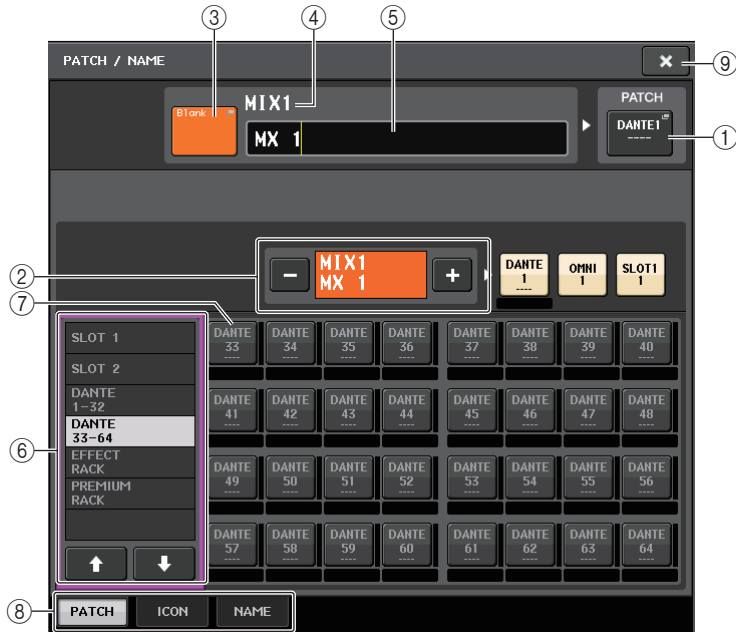 ③ ④ ⑤
PATCH / NAME
× ⑨
Blank
MIX1
MX 1
PATCH
DANTE1
----
①
②
−
MIX1
MX 1
+
DANTE
1
----
OMNI
1
SLOT1
1
⑦
⑥
SLOT 1
SLOT 2
DANTE
1-32
DANTE
33-64
EFFECT
RACK
PREMIUM
RACK
DANTE DANTE DANTE DANTE DANTE DANTE DANTE DANTE
33 34 35 36 37 38 39 40
---- ---- ---- ---- ---- ---- ---- ----
DANTE DANTE DANTE DANTE DANTE DANTE DANTE DANTE
41 42 43 44 45 46 47 48
---- ---- ---- ---- ---- ---- ---- ----
DANTE DANTE DANTE DANTE DANTE DANTE DANTE DANTE
49 50 51 52 53 54 55 56
---- ---- ---- ---- ---- ---- ---- ----
DANTE DANTE DANTE DANTE DANTE DANTE DANTE DANTE
57 58 59 60 61 62 63 64
---- ---- ---- ---- ---- ---- ---- ----
⑧
PATCH ICON NAME